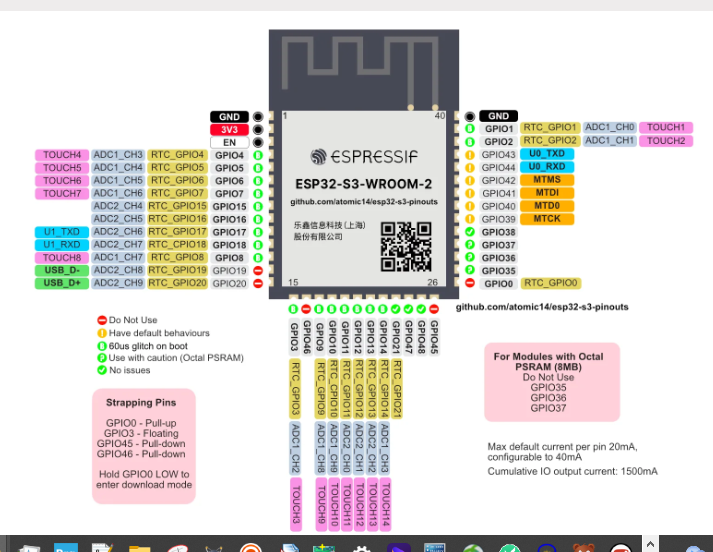 1 40
GND GND
3V3 GPIO1 RTC_GPIO1 ADC1_CH0 TOUCH1
EN GPIO2 RTC_GPIO2 ADC1_CH1 TOUCH2
TOUCH4 ADC1_CH3 RTC_GPIO4 GPIO4 GPIO43 U0_TXD
TOUCH5 ADC1_CH4 RTC_GPIO5 GPIO5 GPIO44 U0_RXD
TOUCH6 ADC1_CH5 RTC_GPIO6 GPIO6 GPIO42 MTMS
TOUCH7 ADC1_CH6 RTC_GPIO7 GPIO7 GPIO41 MTDI
ADC2_CH4 RTC_GPIO15 GPIO15 GPIO40 MTD0
ADC2_CH5 RTC_GPIO16 GPIO16 GPIO39 MTCK
U1_TXD ADC2_CH6 RTC_GPIO17 GPIO17 GPIO38
U1_RXD ADC2_CH7 RTC_CPIO18 GPIO18 GPIO37
TOUCH8 ADC1_CH7 RTC_GPIO8 GPIO8 GPIO36
USB_D- ADC2_CH8 RTC_GPIO19 GPIO19 GPIO35
USB_D+ ADC2_CH9 RTC_GPIO20 GPIO20 GPIO0 RTC_GPIO0
ESPRESSIF
ESP32-S3-WROOM-2
github.com/atomic14/esp32-s3-pinouts
乐鑫信息科技(上海)
股份有限公司
15 26
github.com/atomic14/esp32-s3-pinouts
GPIO3 RTC_GPIO3 ADC1_CH2 TOUCH3
GPIO46
GPIO9 RTC_GPIO9 ADC1_CH8 TOUCH9
GPIO10 RTC_CPIO10 ADC1_CH9 TOUCH10
GPIO11 RTC_GPIO11 ADC2_CH0 TOUCH11
GPIO12 RTC_GPIO12 ADC2_CH1 TOUCH12
GPIO13 RTC_GPIO13 ADC2_CH2 TOUCH13
GPIO14 RTC_GPIO14 ADC1_CH3 TOUCH14
GPIO21 RTC_GPIO21
GPIO47
GPIO48
GPIO45
Do Not Use
Have default behaviours
60us glitch on boot
Use with caution (Octal PSRAM)
No issues
Strapping Pins
GPIO0 - Pull-up
GPIO3 - Floating
GPIO45 - Pull-down
GPIO46 - Pull-down
Hold GPIO0 LOW to
enter download mode
For Modules with Octal
PSRAM (8MB)
Do Not Use
GPIO35
GPIO36
GPIO37
Max default current per pin 20mA,
configurable to 40mA
Cumulative IO output current: 1500mA